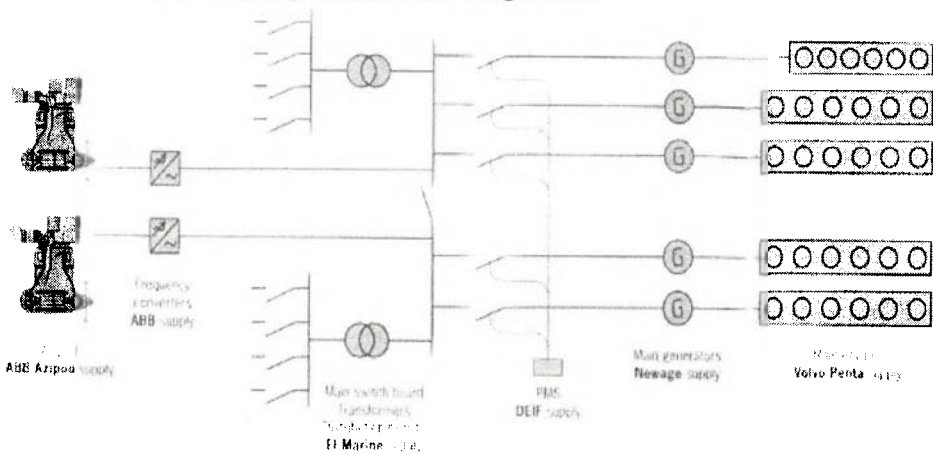 G
G
G
G
G
Frequency
converters
ABB supply
ABB Azipod supply
Main switch board
Transformers
El Marine
PMS
DEIF supply
Main generators
Newage supply
Volvo Penta